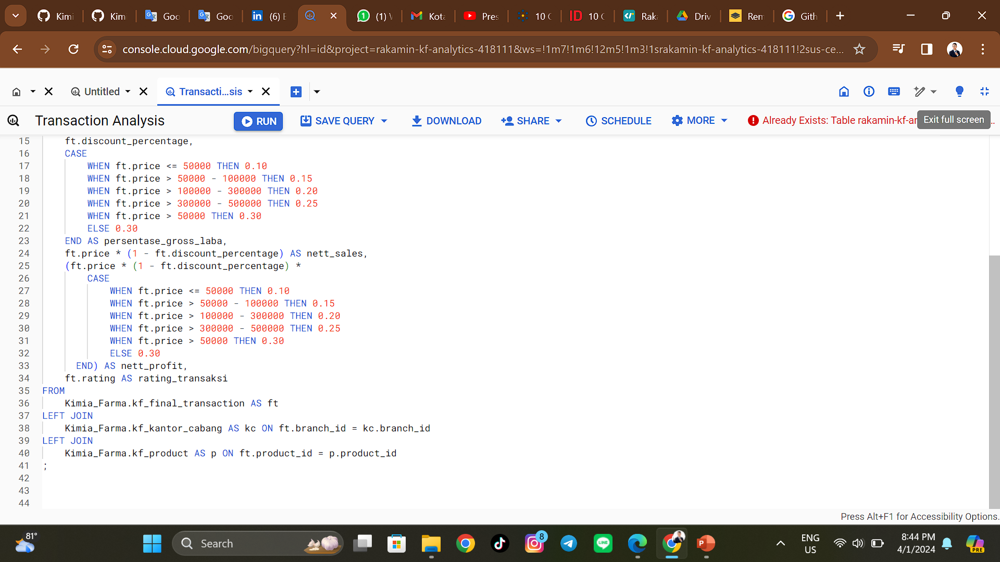 Kimi
Kimi
Goo
Goo
in (6) E
(1) W
M Kota
Pres
10 C
ID 10 C
Rak
Driv
Rem
G Gith
console.cloud.google.com/bigquery?hl=id&project=rakamin-kf-analytics-418111&ws=!1m7!1m6!12m5!1m3!1srakamin-kf-analytics-418111!2sus-ce...
Untitled
Transacti...sis
Transaction Analysis
RUN
SAVE QUERY
DOWNLOAD
SHARE
SCHEDULE
MORE
Already Exists: Table rakamin-kf-ar
Exit full screen
15 ft.discount_percentage,
16 CASE
17 WHEN ft.price <= 50000 THEN 0.10
18 WHEN ft.price > 50000 - 100000 THEN 0.15
19 WHEN ft.price > 100000 - 300000 THEN 0.20
20 WHEN ft.price > 300000 - 500000 THEN 0.25
21 WHEN ft.price > 50000 THEN 0.30
22 ELSE 0.30
23 END AS persentase_gross_laba,
24 ft.price * (1 - ft.discount_percentage) AS nett_sales,
25 (ft.price * (1 - ft.discount_percentage) *
26 CASE
27 WHEN ft.price <= 50000 THEN 0.10
28 WHEN ft.price > 50000 - 100000 THEN 0.15
29 WHEN ft.price > 100000 - 300000 THEN 0.20
30 WHEN ft.price > 300000 - 500000 THEN 0.25
31 WHEN ft.price > 50000 THEN 0.30
32 ELSE 0.30
33 END) AS nett_profit,
34 ft.rating AS rating_transaksi
35 FROM
36 Kimia_Farma.kf_final_transaction AS ft
37 LEFT JOIN
38 Kimia_Farma.kf_kantor_cabang AS kc ON ft.branch_id = kc.branch_id
39 LEFT JOIN
40 Kimia_Farma.kf_product AS p ON ft.product_id = p.product_id
41 ;
42
43
44
Press Alt+F1 for Accessibility Options.
81°
Search
8
LINE
P
ENG
US
8:44 PM
4/1/2024
PRE